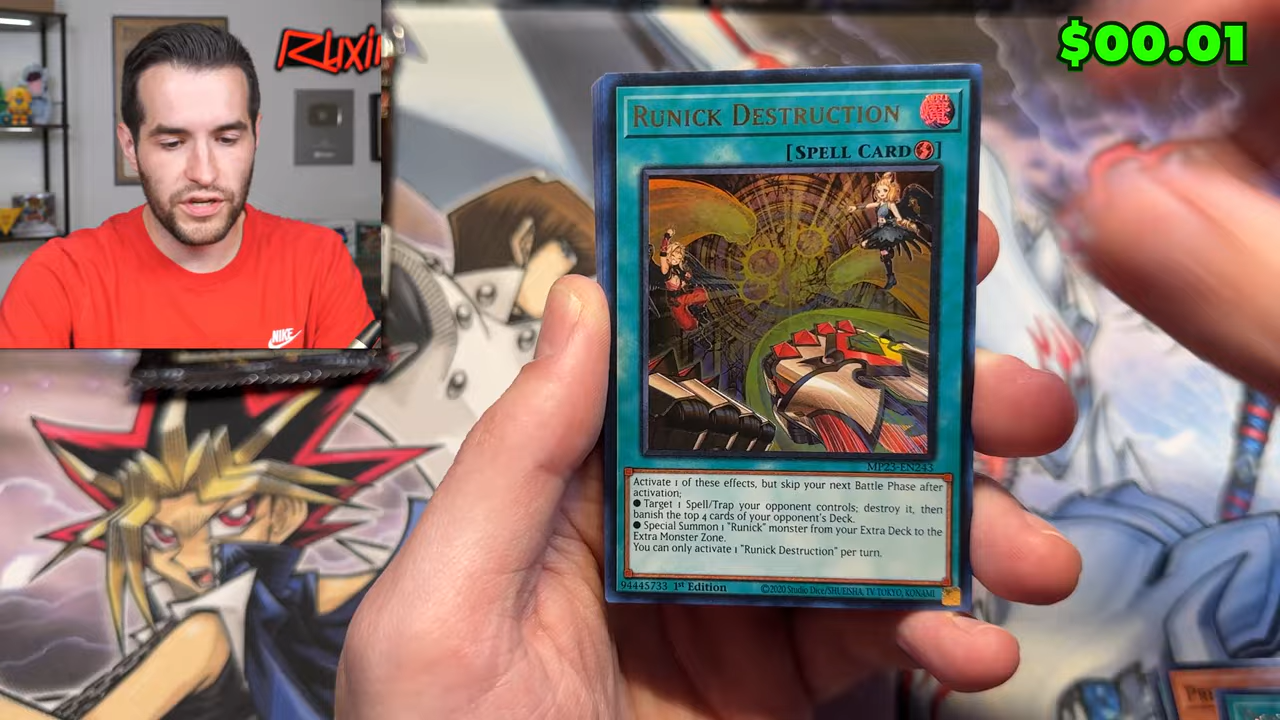 $00.01
NIKE
RUNICK DESTRUCTION
[SPELL CARD]
MP23-EN243
Activate 1 of these effects, but skip your next Battle Phase after
activation;
● Target 1 Spell/Trap your opponent controls; destroy it, then
banish the top 4 cards of your opponent's Deck.
● Special Summon 1 "Runick" monster from your Extra Deck to the
Extra Monster Zone.
You can only activate 1 "Runick Destruction" per turn.
94445733 1st Edition
©2020 Studio Dice/SHUEISHA, TV TOKYO, KONAMI